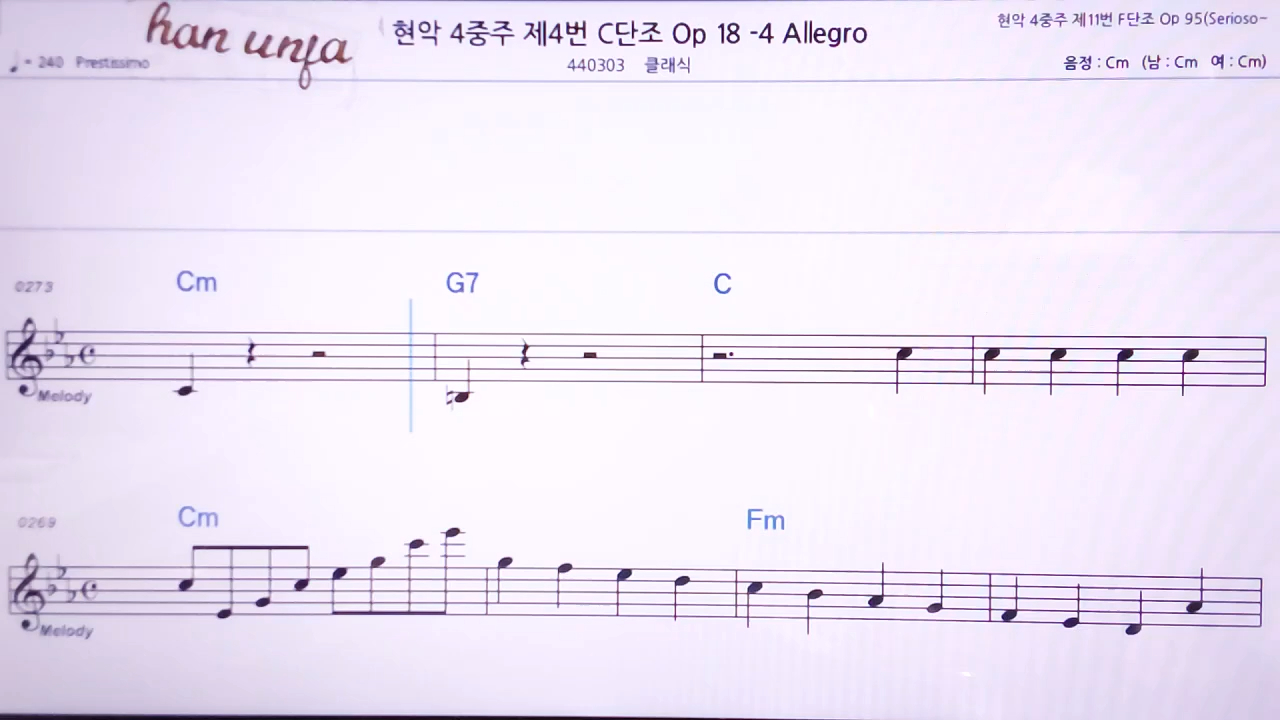 han unfa
현악 4중주 제4번 C단조 Op 18 -4 Allegro
현악 4중주 제11번 F단조 Op 95(Serioso-
♩ = 240 Prestissimo
440303 클래식
음정 : Cm (남 : Cm 여 : Cm)
0273 Cm G7 C
Melody
0269 Cm Fm
Melody